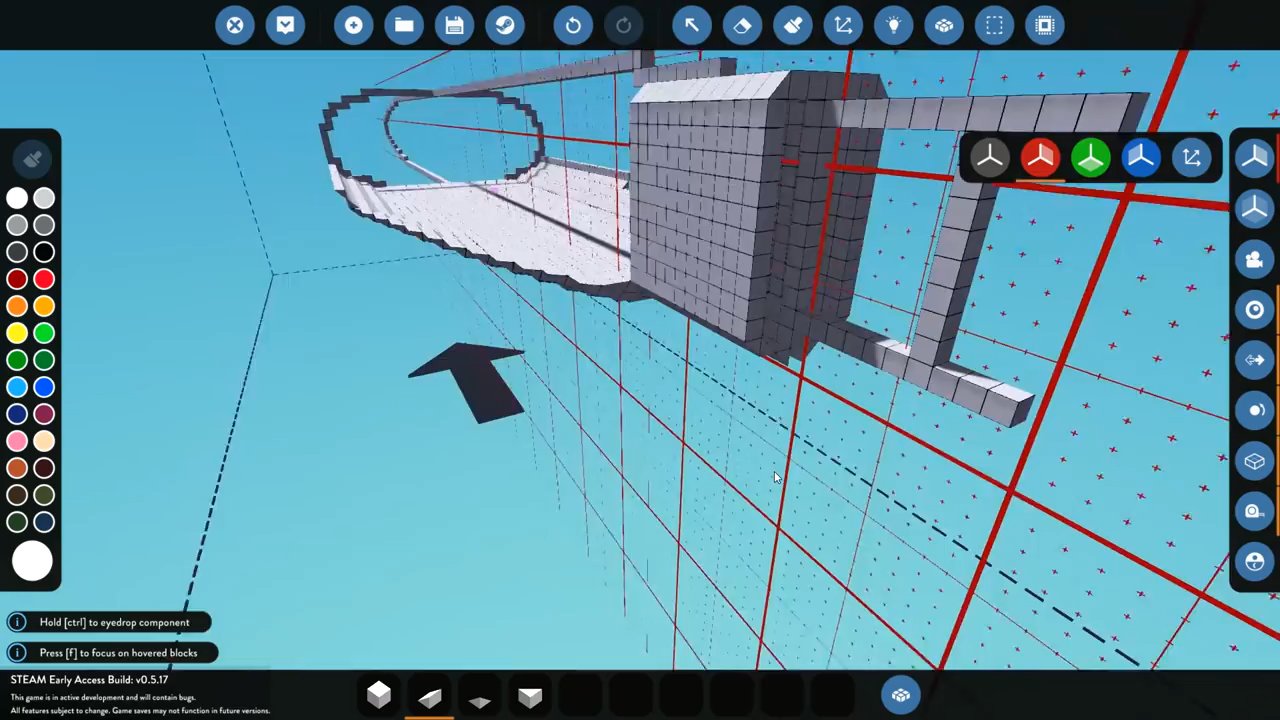 Hold [ctrl] to eyedrop component
Press [f] to focus on hovered blocks
STEAM Early Access Build: v0.5.17
This game is in active development and will contain bugs.
All features subject to change. Game saves may not function in future versions.